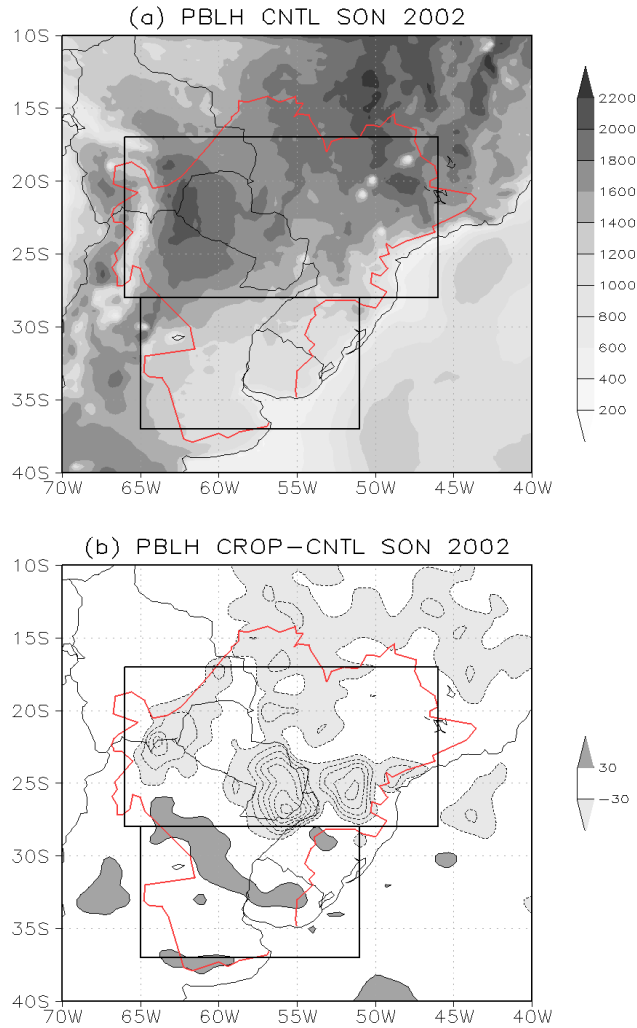 (a) PBLH CNTL SON 2002
10S
15S
20S
25S
30S
35S
40S
70W 65W 60W 55W 50W 45W 40W
2200
2000
1800
1600
1400
1200
1000
800
600
400
200
(b) PBLH CROP−CNTL SON 2002
10S
15S
20S
25S
30S
35S
40S
70W 65W 60W 55W 50W 45W 40W
30
−30